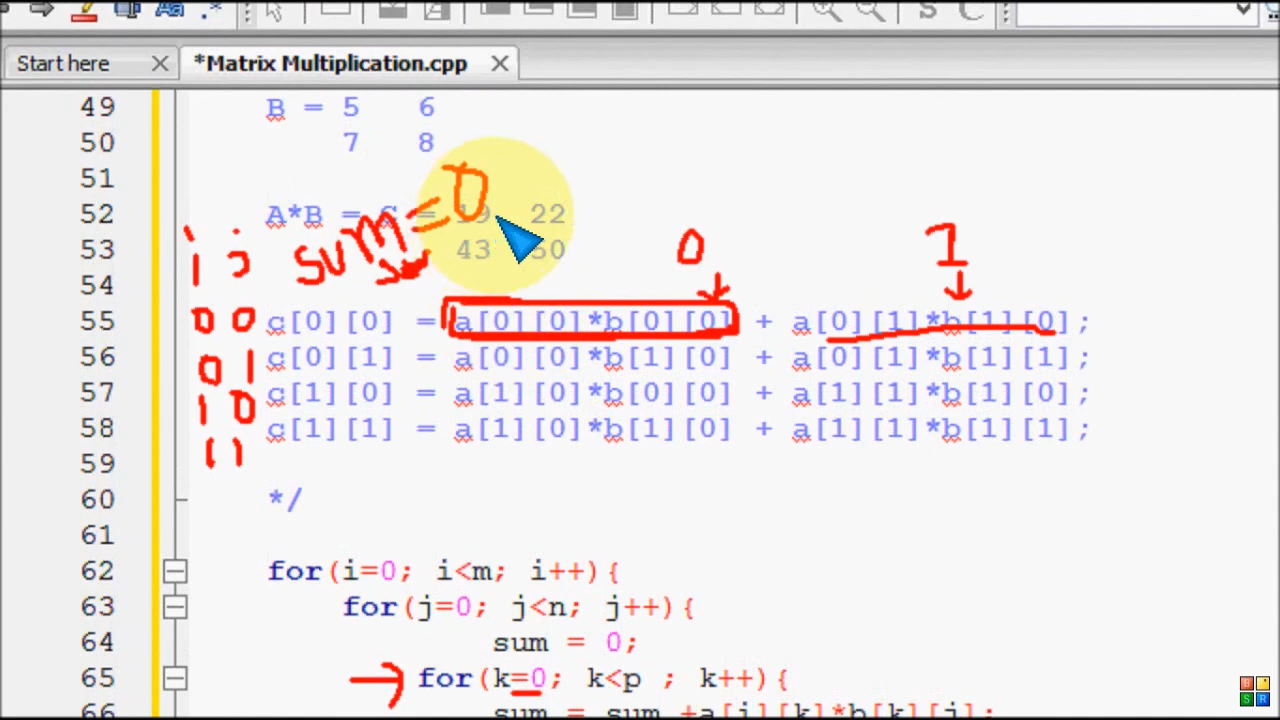 Start here *Matrix Multiplication.cpp
49 B = 5 6
50 7 8
51
52 A*B = C = 19 22
53 43 50
sum=0
i j
0 1
54
55 0 0 c[0][0] = a[0][0]*b[0][0] + a[0][1]*b[1][0];
56 0 1 c[0][1] = a[0][0]*b[1][0] + a[0][1]*b[1][1];
57 1 0 c[1][0] = a[1][0]*b[0][0] + a[1][1]*b[1][0];
58 1 1 c[1][1] = a[1][0]*b[1][0] + a[1][1]*b[1][1];
59
60 */
61
62 for(i=0; i<m; i++){
63 for(j=0; j<n; j++){
64 sum = 0;
65 for(k=0; k<p ; k++){
66 sum = sum +a[i][k]*b[k][j];